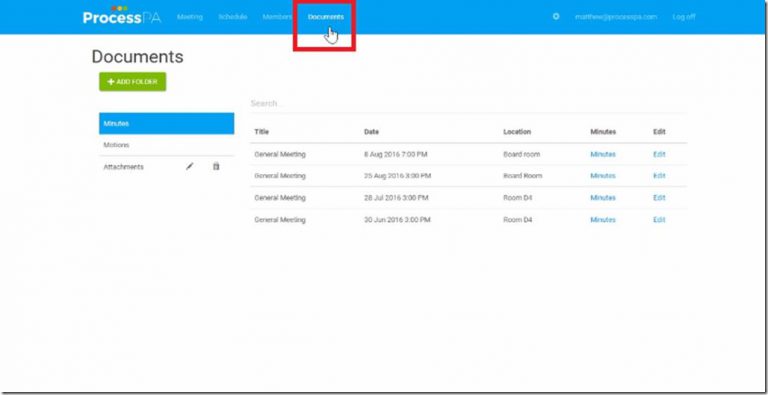 ProcessPA Meeting Schedule Members Documents matthew@processpa.com Log off
Documents
+ ADD FOLDER
Search...
Minutes
Motions
Attachments
Title Date Location Minutes Edit
General Meeting 8 Aug 2016 7:00 PM Board room Minutes Edit
General Meeting 25 Aug 2016 3:00 PM Board Room Minutes Edit
General Meeting 28 Jul 2016 3:00 PM Room D4 Minutes Edit
General Meeting 30 Jun 2016 3:00 PM Room D4 Minutes Edit